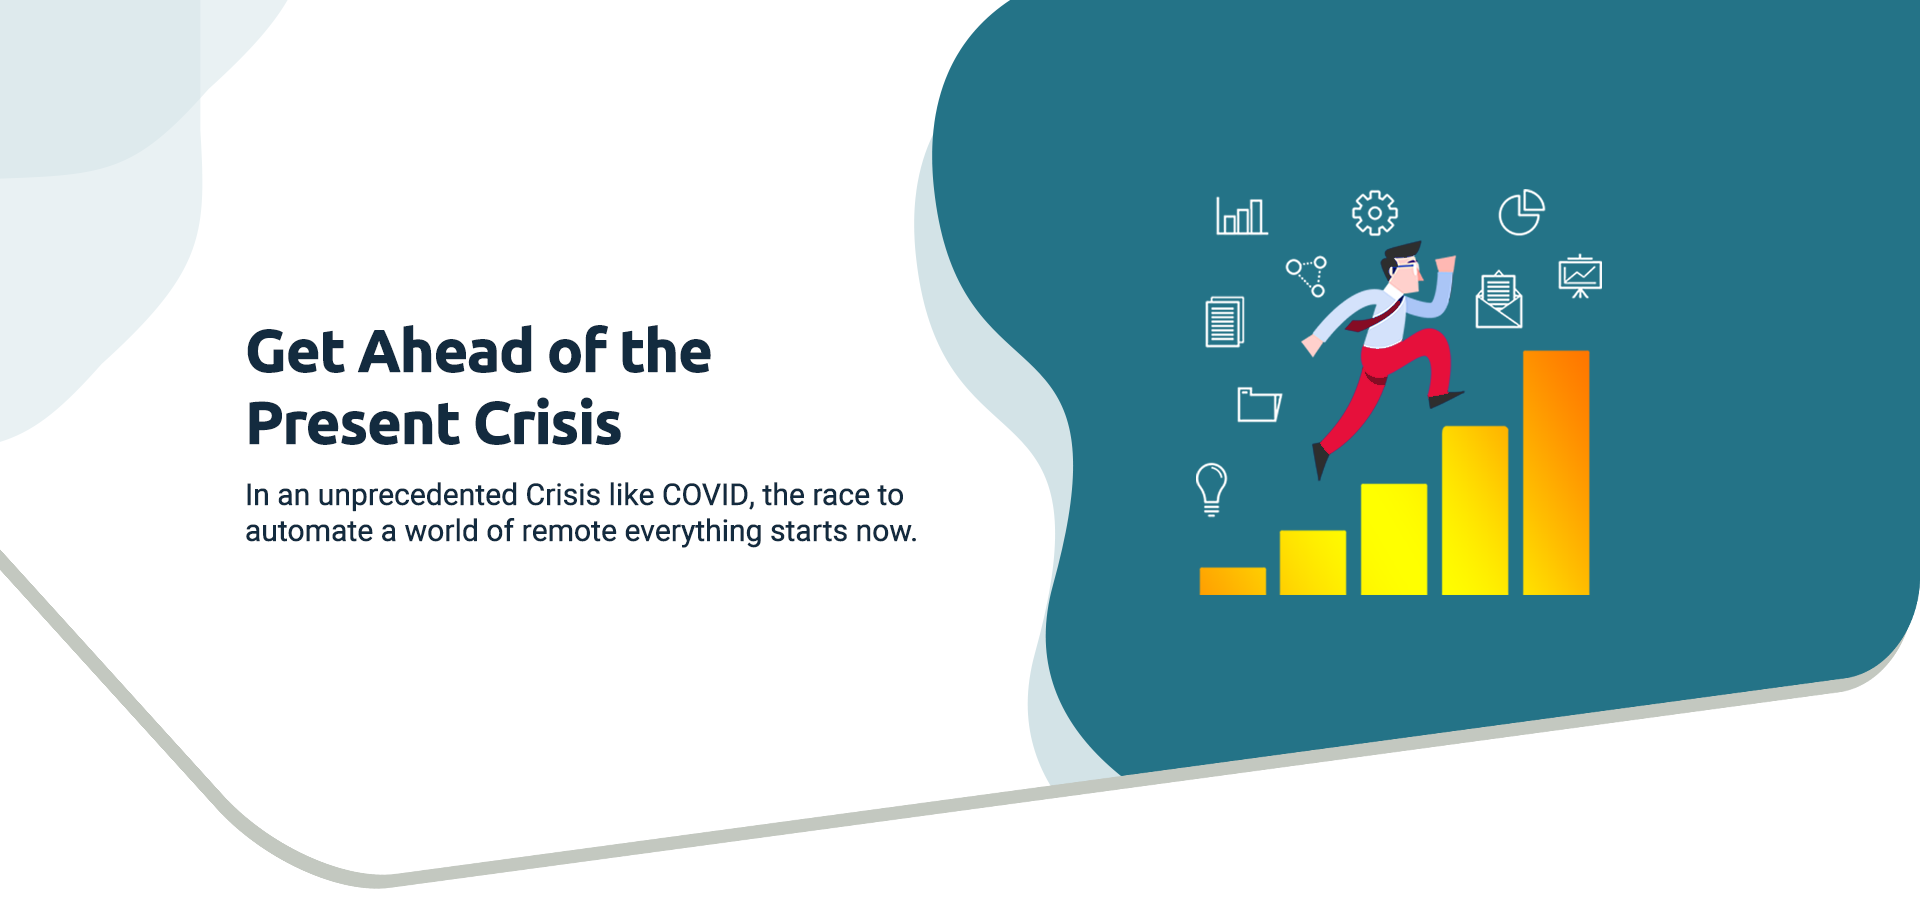 Get Ahead of the
Present Crisis
In an unprecedented Crisis like COVID, the race to
automate a world of remote everything starts now.